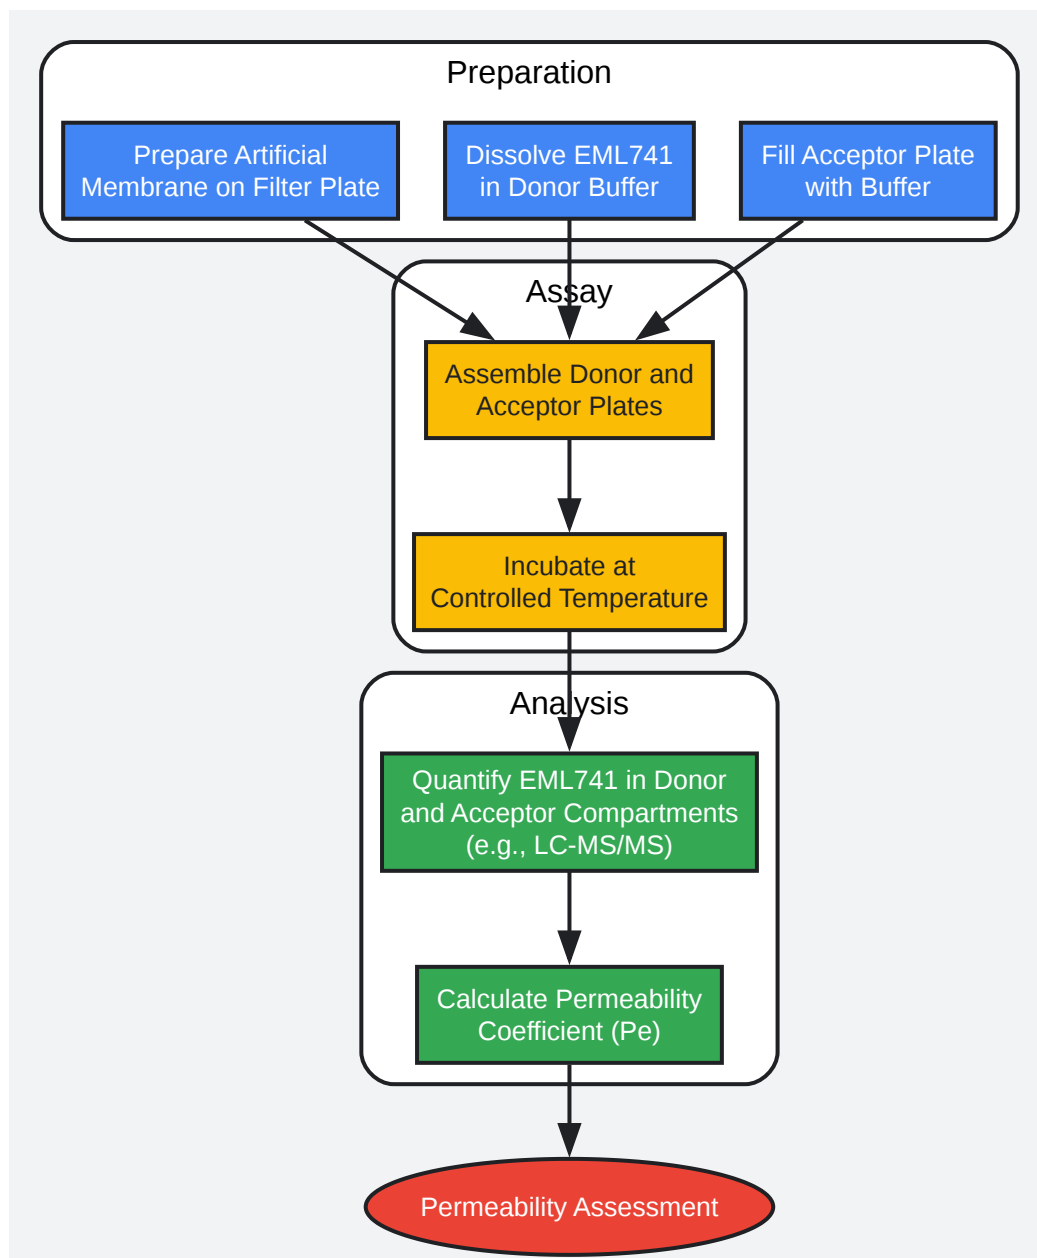 Preparation
Prepare Artificial
Membrane on Filter Plate
Dissolve EML741
in Donor Buffer
Fill Acceptor Plate
with Buffer
Assay
Assemble Donor and
Acceptor Plates
Incubate at
Controlled Temperature
Analysis
Quantify EML741 in Donor
and Acceptor Compartments
(e.g., LC-MS/MS)
Calculate Permeability
Coefficient (Pe)
Permeability Assessment